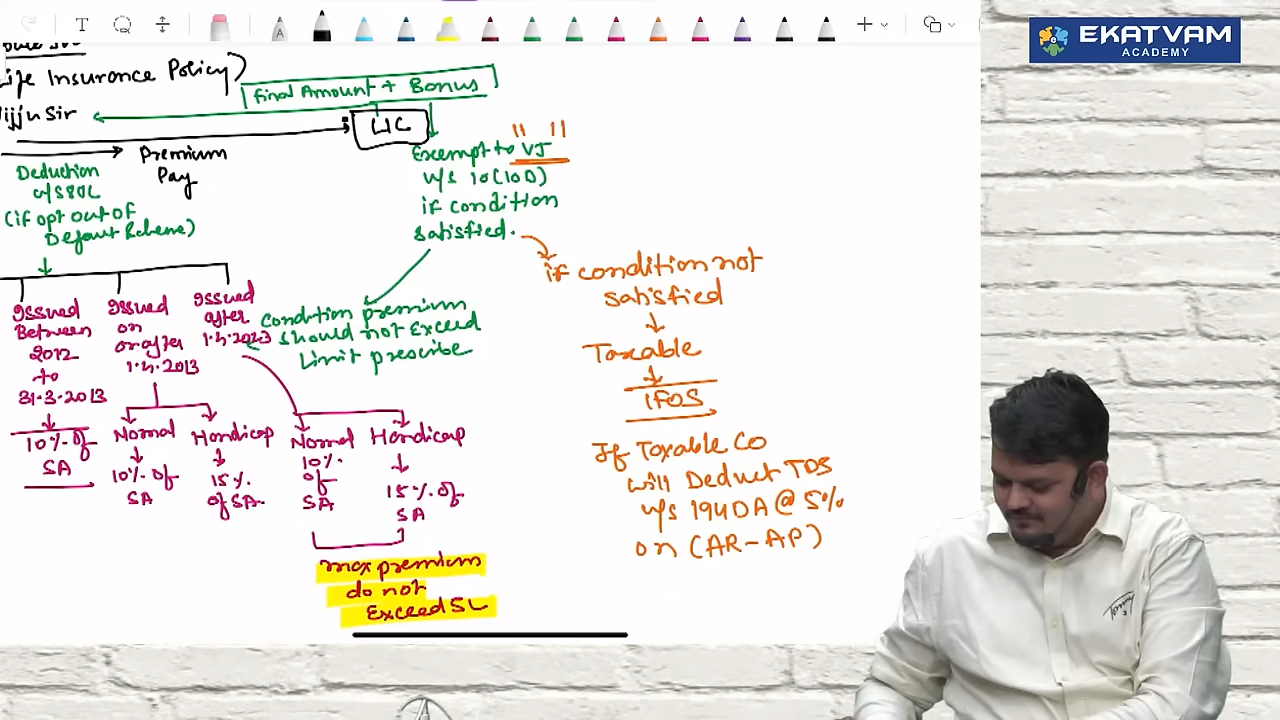 EKATVAM
ACADEMY
Life Insurance Policy)
Final Amount + Bonus
Jijju Sir
LIC
Premium
Pay
Deduction
u/s 80C
(if opt out of
Default Scheme)
Exempt to "VJ"
u/s 10(10D)
if condition
satisfied.
if condition not
satisfied
Taxable
IFOS
If Taxable Co
will Deduct TDS
u/s 194DA @ 5%
on (AR-AP)
Condition premium
should not Exceed
Limit prescribe
Issued
Between
2012
to
31.3.2013
10% of
SA
Issued
on
or after
1.4.2013
Normal
10% of
SA
Handicap
15%
of SA
Issued
after
1.4.2023
Normal
10%
of
SA
Handicap
15% of
SA
max premium
do not
Exceed 5L
T
A